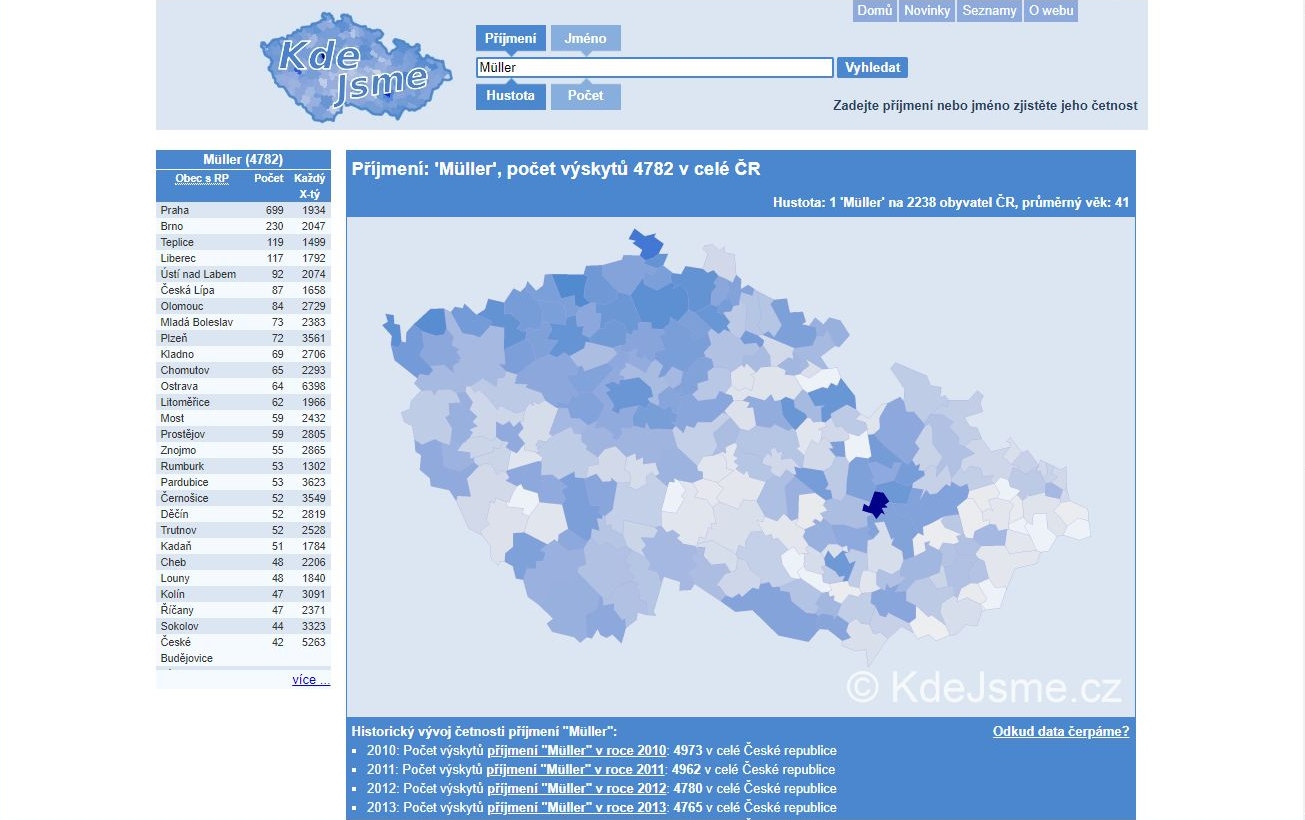 Domů Novinky Seznamy O webu
Kde
Jsme
Příjmení Jméno
Müller Vyhledat
Hustota Počet
Zadejte příjmení nebo jméno zjistěte jeho četnost
Müller (4782)
Obec s RP Počet Každý
X-tý
Praha 699 1934
Brno 230 2047
Teplice 119 1499
Liberec 117 1792
Ústí nad Labem 92 2074
Česká Lípa 87 1658
Olomouc 84 2729
Mladá Boleslav 73 2383
Plzeň 72 3561
Kladno 69 2706
Chomutov 65 2293
Ostrava 64 6398
Litoměřice 62 1966
Most 59 2432
Prostějov 59 2805
Znojmo 55 2865
Rumburk 53 1302
Pardubice 53 3623
Černošice 52 3549
Děčín 52 2819
Trutnov 52 2528
Kadaň 51 1784
Cheb 48 2206
Louny 48 1840
Kolín 47 3091
Říčany 47 2371
Sokolov 44 3323
České 42 5263
Budějovice
více ...
Příjmení: 'Müller', počet výskytů 4782 v celé ČR
Hustota: 1 'Müller' na 2238 obyvatel ČR, průměrný věk: 41
© KdeJsme.cz
Historický vývoj četnosti příjmení "Müller": Odkud data čerpáme?
▪ 2010: Počet výskytů příjmení "Müller" v roce 2010: 4973 v celé České republice
▪ 2011: Počet výskytů příjmení "Müller" v roce 2011: 4962 v celé České republice
▪ 2012: Počet výskytů příjmení "Müller" v roce 2012: 4780 v celé České republice
▪ 2013: Počet výskytů příjmení "Müller" v roce 2013: 4765 v celé České republice